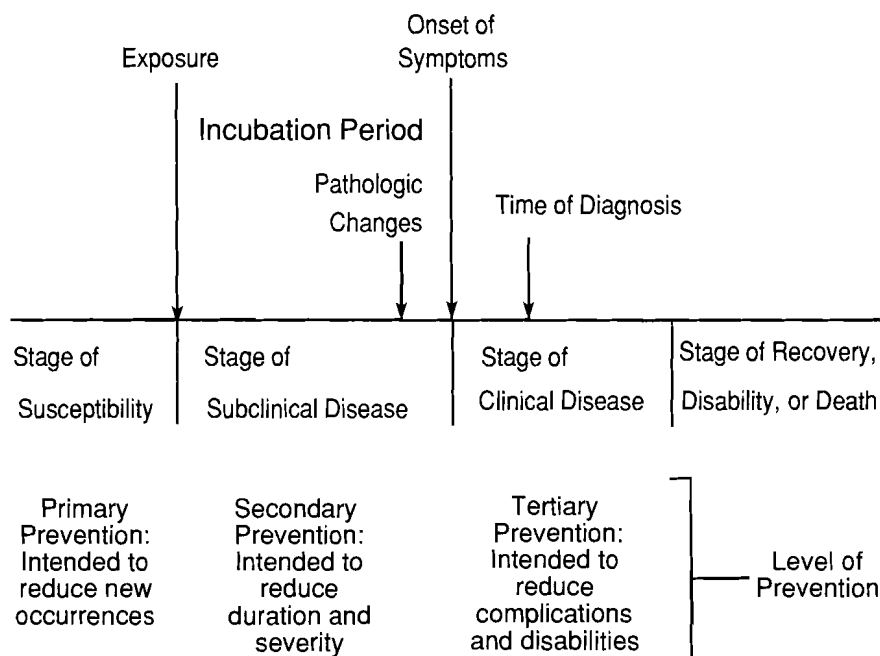 Onset of
Symptoms
Exposure
Incubation Period
Pathologic
Changes
Time of Diagnosis
Stage of
Susceptibility
Stage of
Subclinical Disease
Stage of
Clinical Disease
Stage of Recovery,
Disability, or Death
Primary
Prevention:
Intended to
reduce new
occurrences
Secondary
Prevention:
Intended to
reduce
duration and
severity
Tertiary
Prevention:
Intended to
reduce
complications
and disabilities
Level of
Prevention